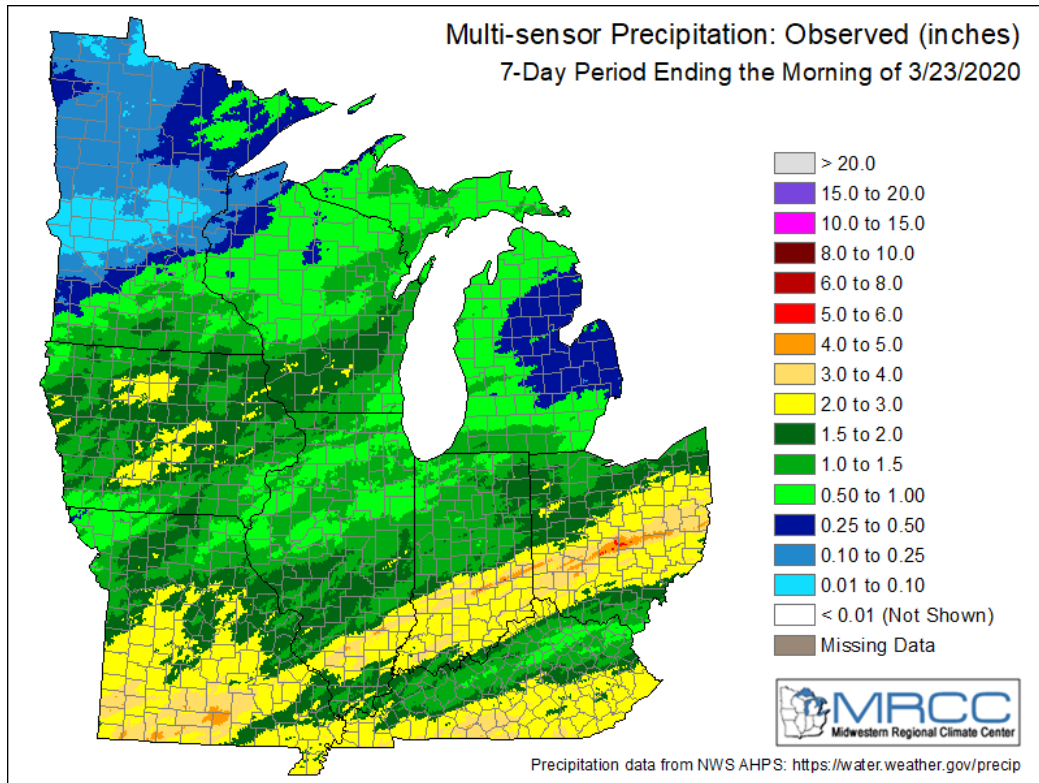 Multi-sensor Precipitation: Observed (inches)
7-Day Period Ending the Morning of 3/23/2020
> 20.0
15.0 to 20.0
10.0 to 15.0
8.0 to 10.0
6.0 to 8.0
5.0 to 6.0
4.0 to 5.0
3.0 to 4.0
2.0 to 3.0
1.5 to 2.0
1.0 to 1.5
0.50 to 1.00
0.25 to 0.50
0.10 to 0.25
0.01 to 0.10
< 0.01 (Not Shown)
Missing Data
MRCC
Midwestern Regional Climate Center
Precipitation data from NWS AHPS: https://water.weather.gov/precip